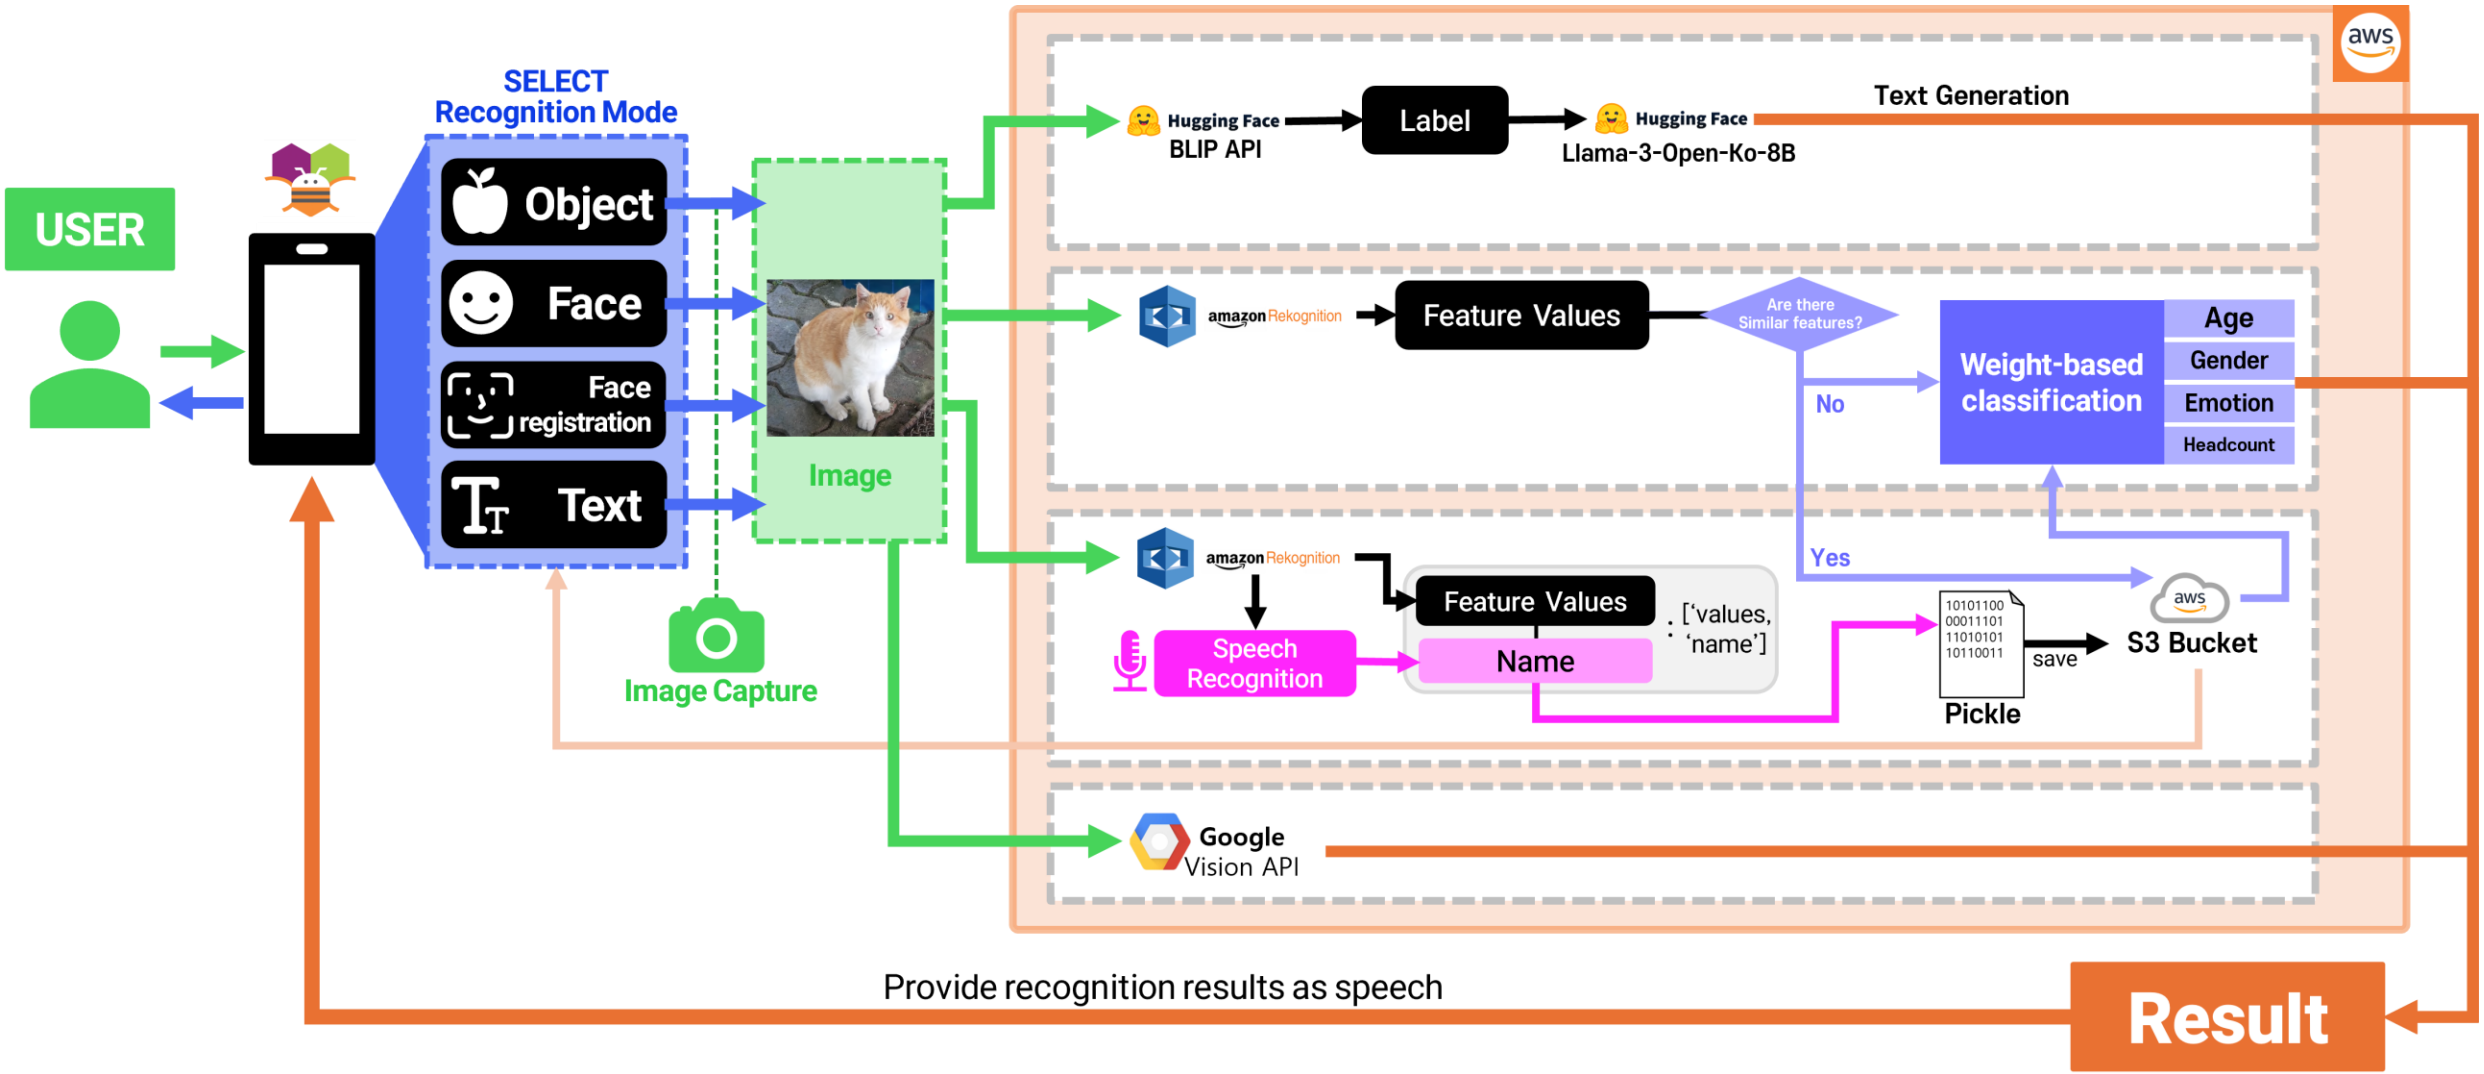 SELECT
Recognition Mode
USER
Object
Face
Face
registration
Text
Image
Image Capture
aws
Hugging Face
BLIP API
Label
Hugging Face
Llama-3-Open-Ko-8B
Text Generation
amazon Rekognition
Feature Values
Are there
Similar features?
No
Yes
Weight-based
classification
Age
Gender
Emotion
Headcount
amazon Rekognition
Speech
Recognition
Feature Values
Name
: ['values,
'name']
10101100
00011101
11010101
10110011
Pickle
save
aws
S3 Bucket
Google
Vision API
Provide recognition results as speech
Result